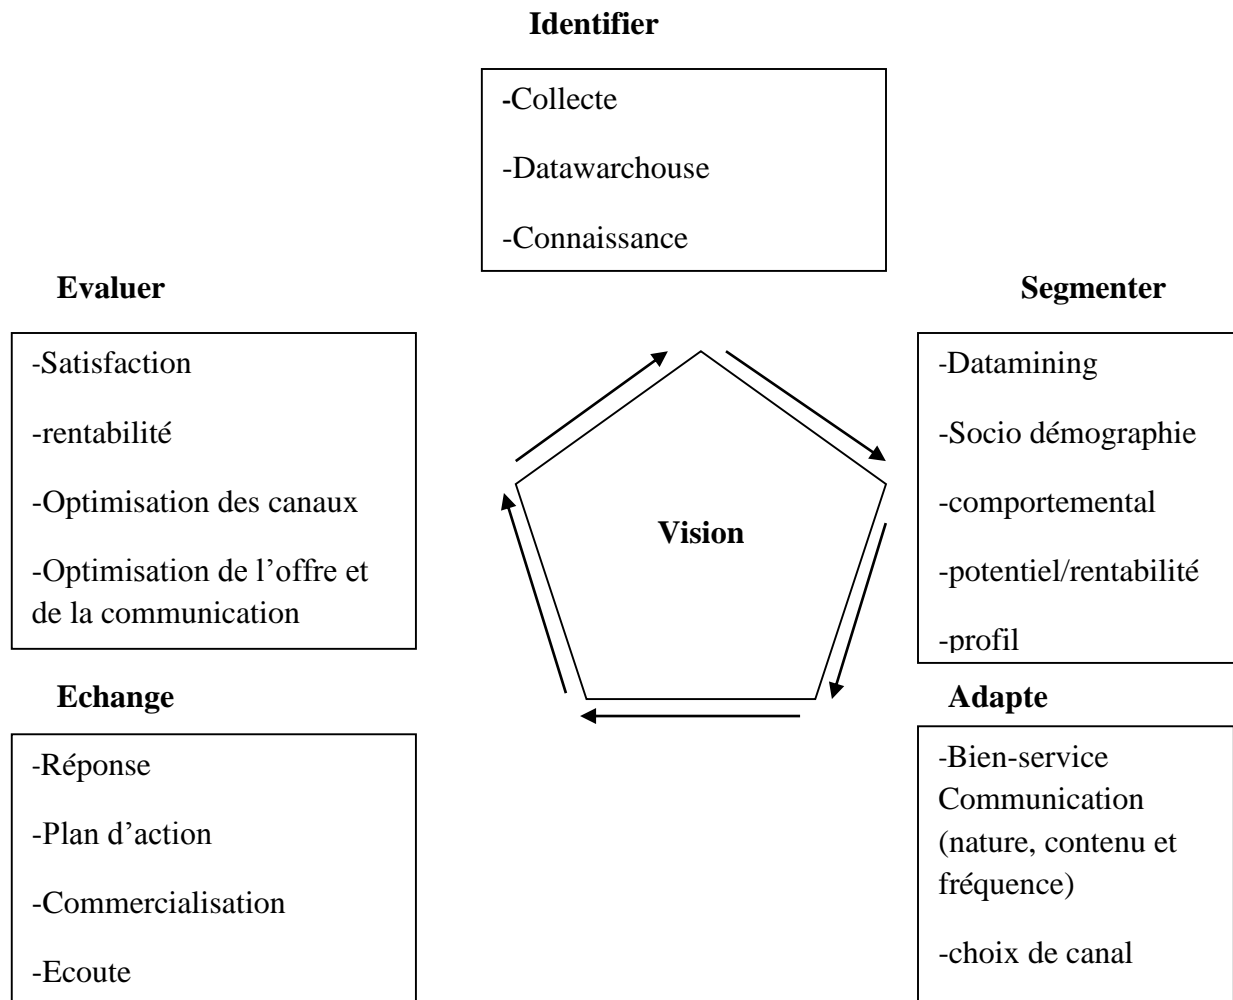 Identifier
-Collecte
-Datawarchouse
-Connaissance
Evaluer
Segmenter
-Satisfaction
-rentabilité
-Optimisation des canaux
-Optimisation de l’offre et
de la communication
Vision
-Datamining
-Socio démographie
-comportemental
-potentiel/rentabilité
-profil
Echange
Adapte
-Réponse
-Plan d’action
-Commercialisation
-Ecoute
-Bien-service
Communication
(nature, contenu et
fréquence)
-choix de canal